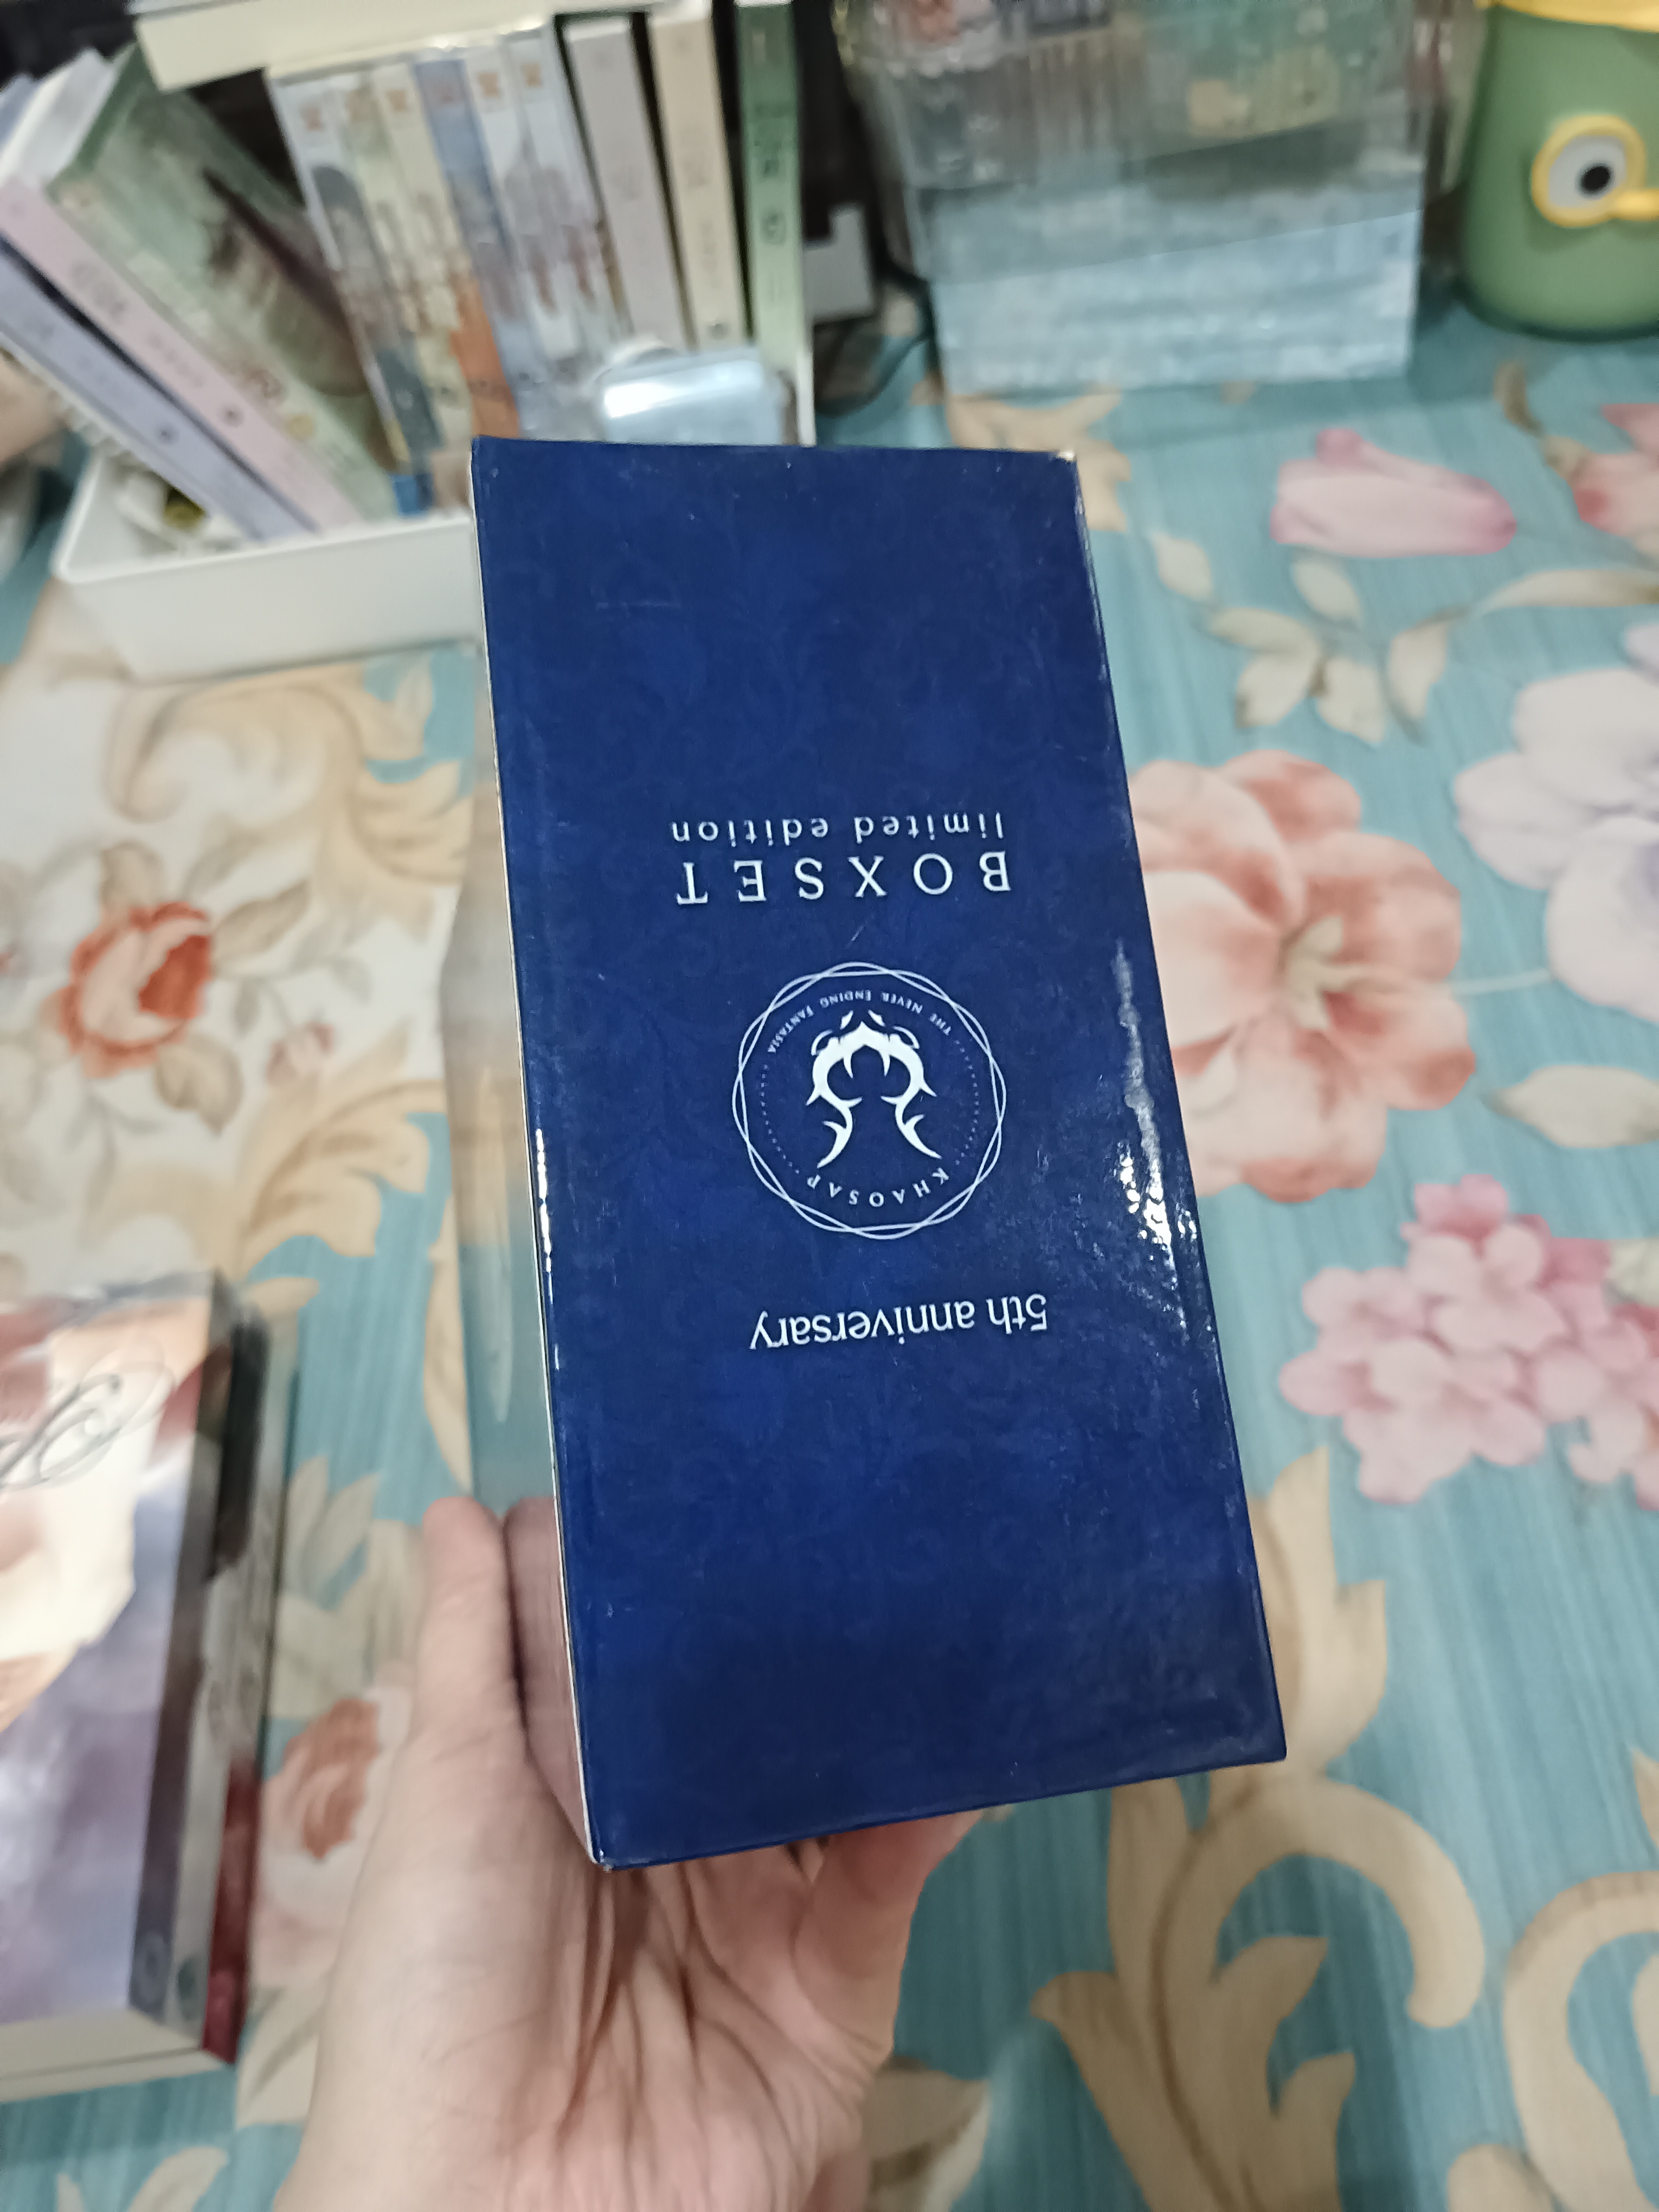 5th anniversary
KHAOSAP
THE NEVER ENDING FANTASIA
BOXSET
limited edition